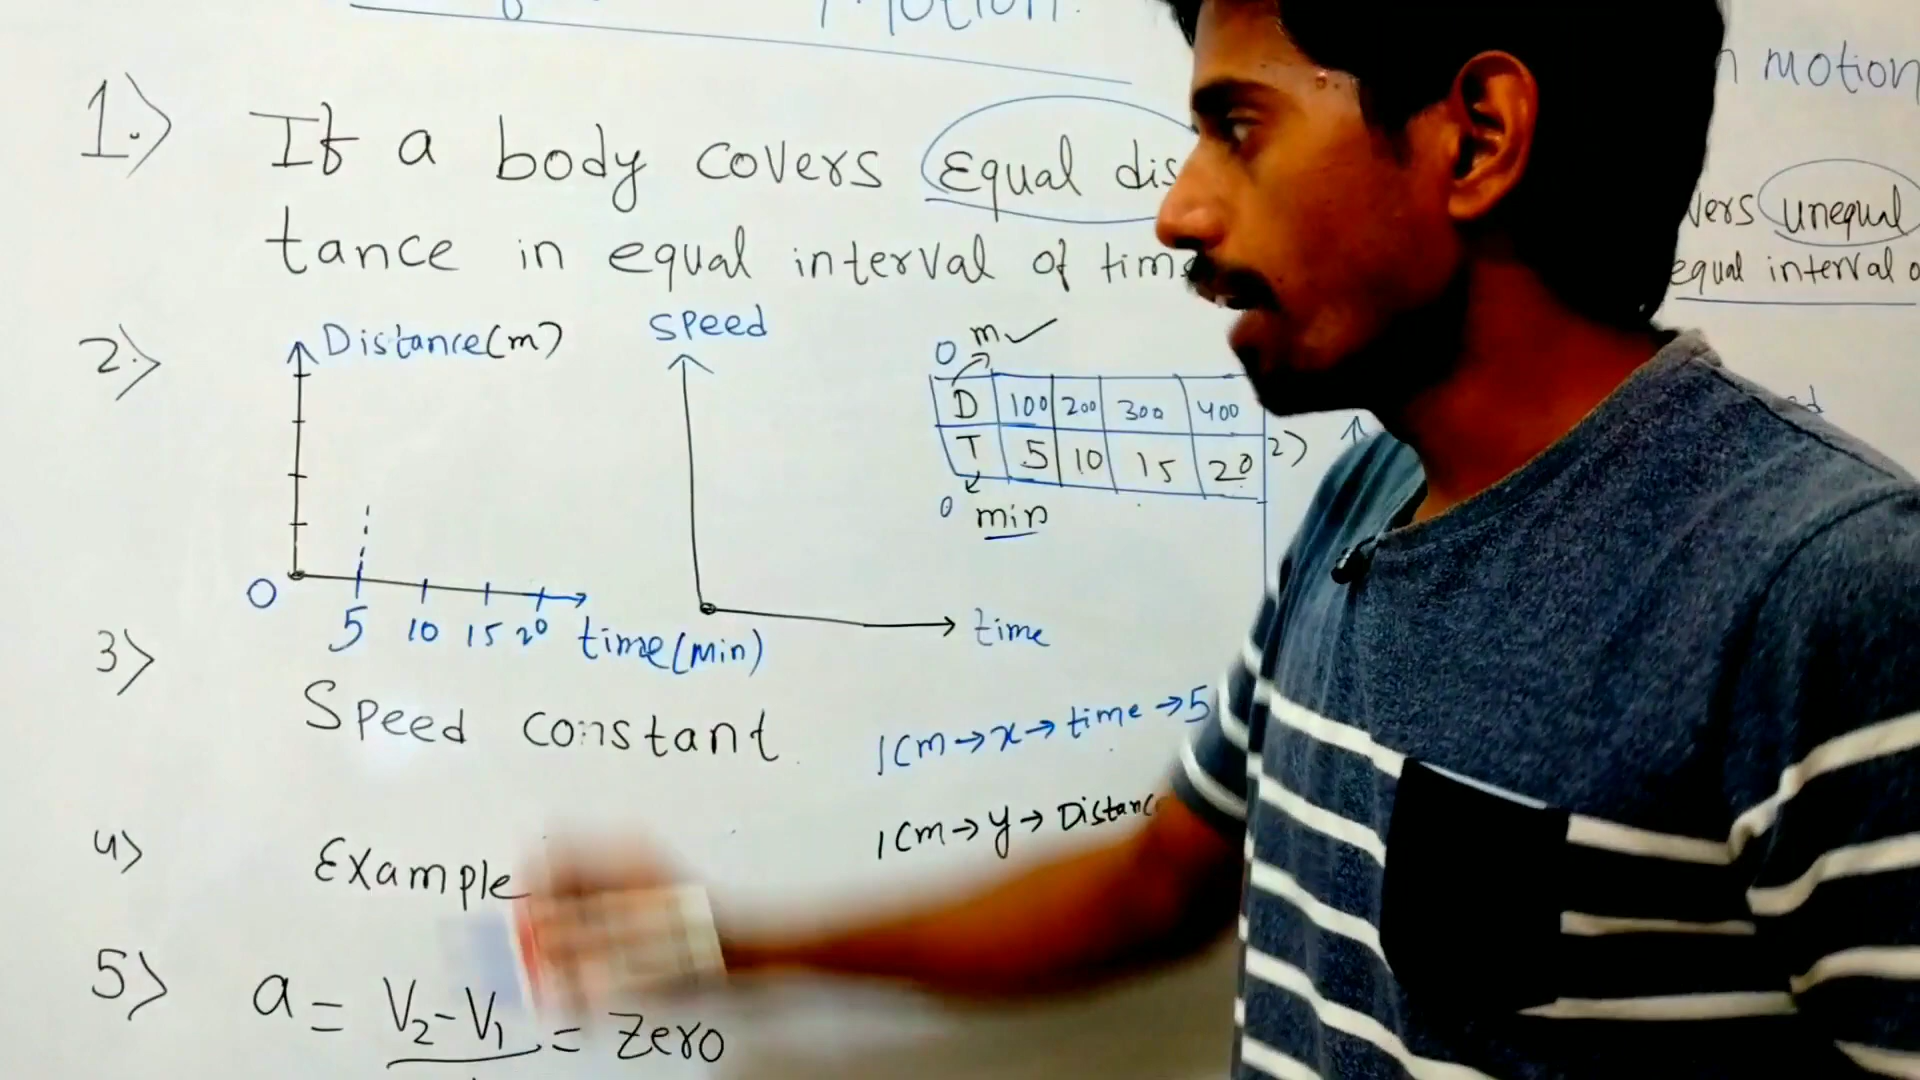 Motion.
1.) If a body covers Equal dis
tance in equal interval of time
2.) Distance(m)
0 5 10 15 20 time(min)
speed
time
0 m ✓
D 100 200 300 400
T 5 10 15 20
0 min
3) Speed constant
1cm → x → time → 5
1cm → y → Distance
4) Example
5) a = V₂-V₁ = Zero
motion
vers unequal
equal interval o
2)